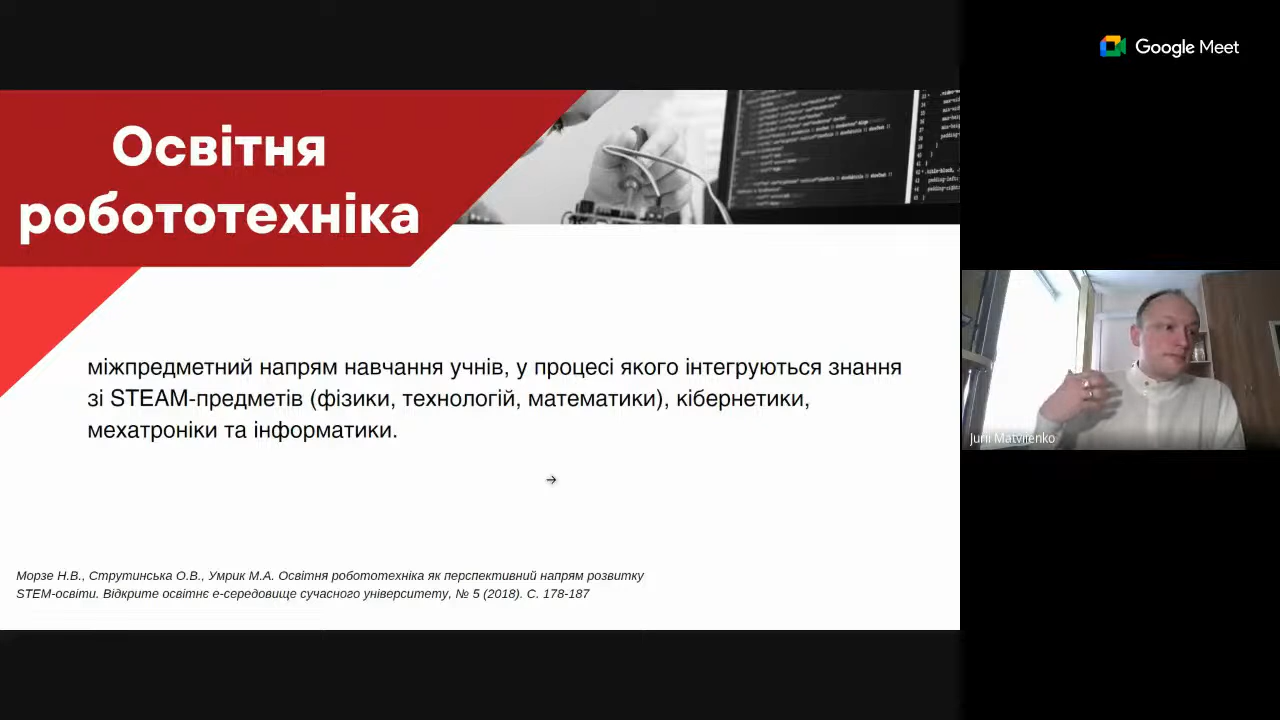 Google Meet
Освітня
робототехніка
міжпредметний напрям навчання учнів, у процесі якого інтегруються знання
зі STEAM-предметів (фізики, технологій, математики), кібернетики,
мехатроніки та інформатики.
Jurii Matviienko
Морзе Н.В., Струтинська О.В., Умрик М.А. Освітня робототехніка як перспективний напрям розвитку
STEM-освіти. Відкрите освітнє е-середовище сучасного університету, № 5 (2018). С. 178-187